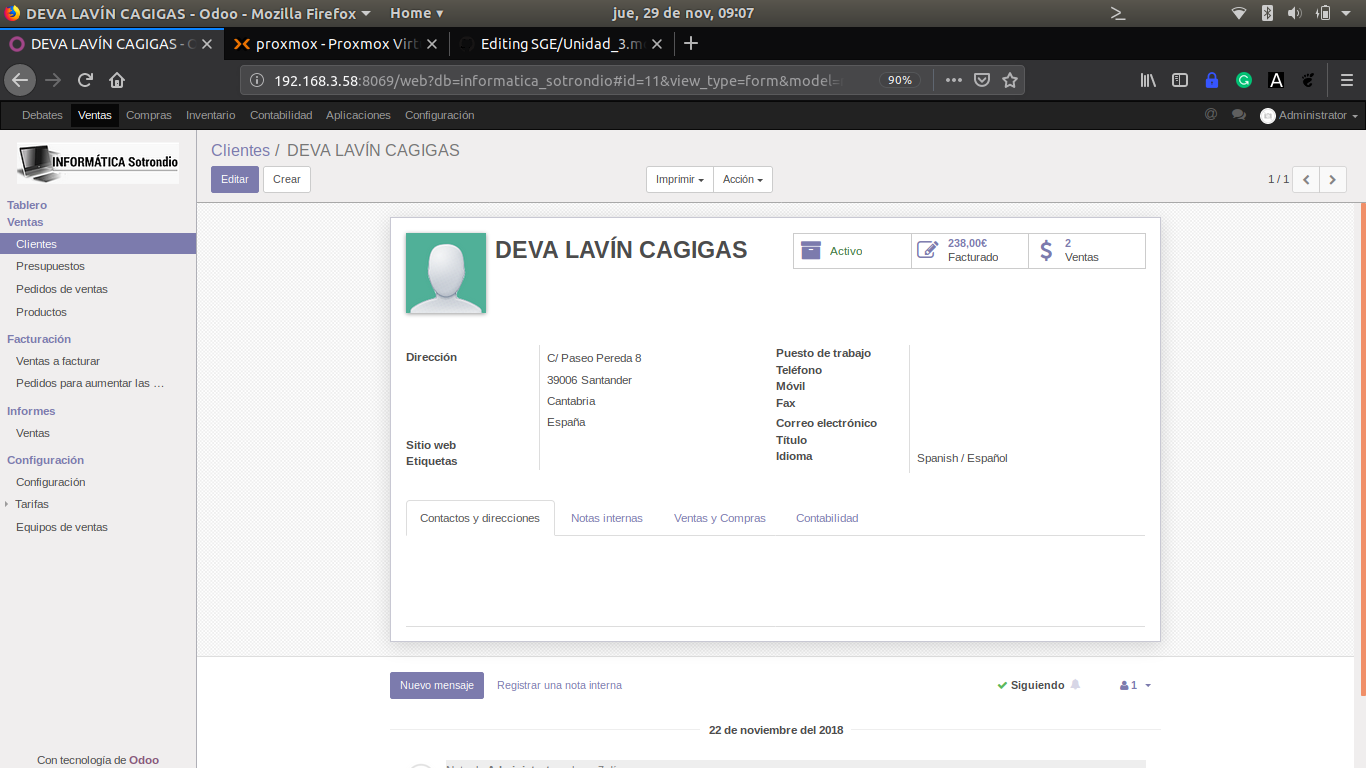 DEVA LAVÍN CAGIGAS - Odoo - Mozilla Firefox Home jue, 29 de nov, 09:07
DEVA LAVÍN CAGIGAS - proxmox - Proxmox Virt Editing SGE/Unidad_3.m
192.168.3.58:8069/web?db=informatica_sotrondio#id=11&view_type=form&model= 90%
Debates Ventas Compras Inventario Contabilidad Aplicaciones Configuración @ Administrator
INFORMÁTICA Sotrondio
Tablero
Ventas
Clientes
Presupuestos
Pedidos de ventas
Productos
Facturación
Ventas a facturar
Pedidos para aumentar las …
Informes
Ventas
Configuración
Configuración
Tarifas
Equipos de ventas
Con tecnología de Odoo
Clientes / DEVA LAVÍN CAGIGAS
Editar Crear Imprimir Acción 1 / 1
DEVA LAVÍN CAGIGAS
Activo
238,00€
Facturado
2
Ventas
Dirección
C/ Paseo Pereda 8
39006 Santander
Cantabria
España
Sitio web
Etiquetas
Puesto de trabajo
Teléfono
Móvil
Fax
Correo electrónico
Título
Idioma Spanish / Español
Contactos y direcciones Notas internas Ventas y Compras Contabilidad
Nuevo mensaje Registrar una nota interna Siguiendo 1
22 de noviembre del 2018